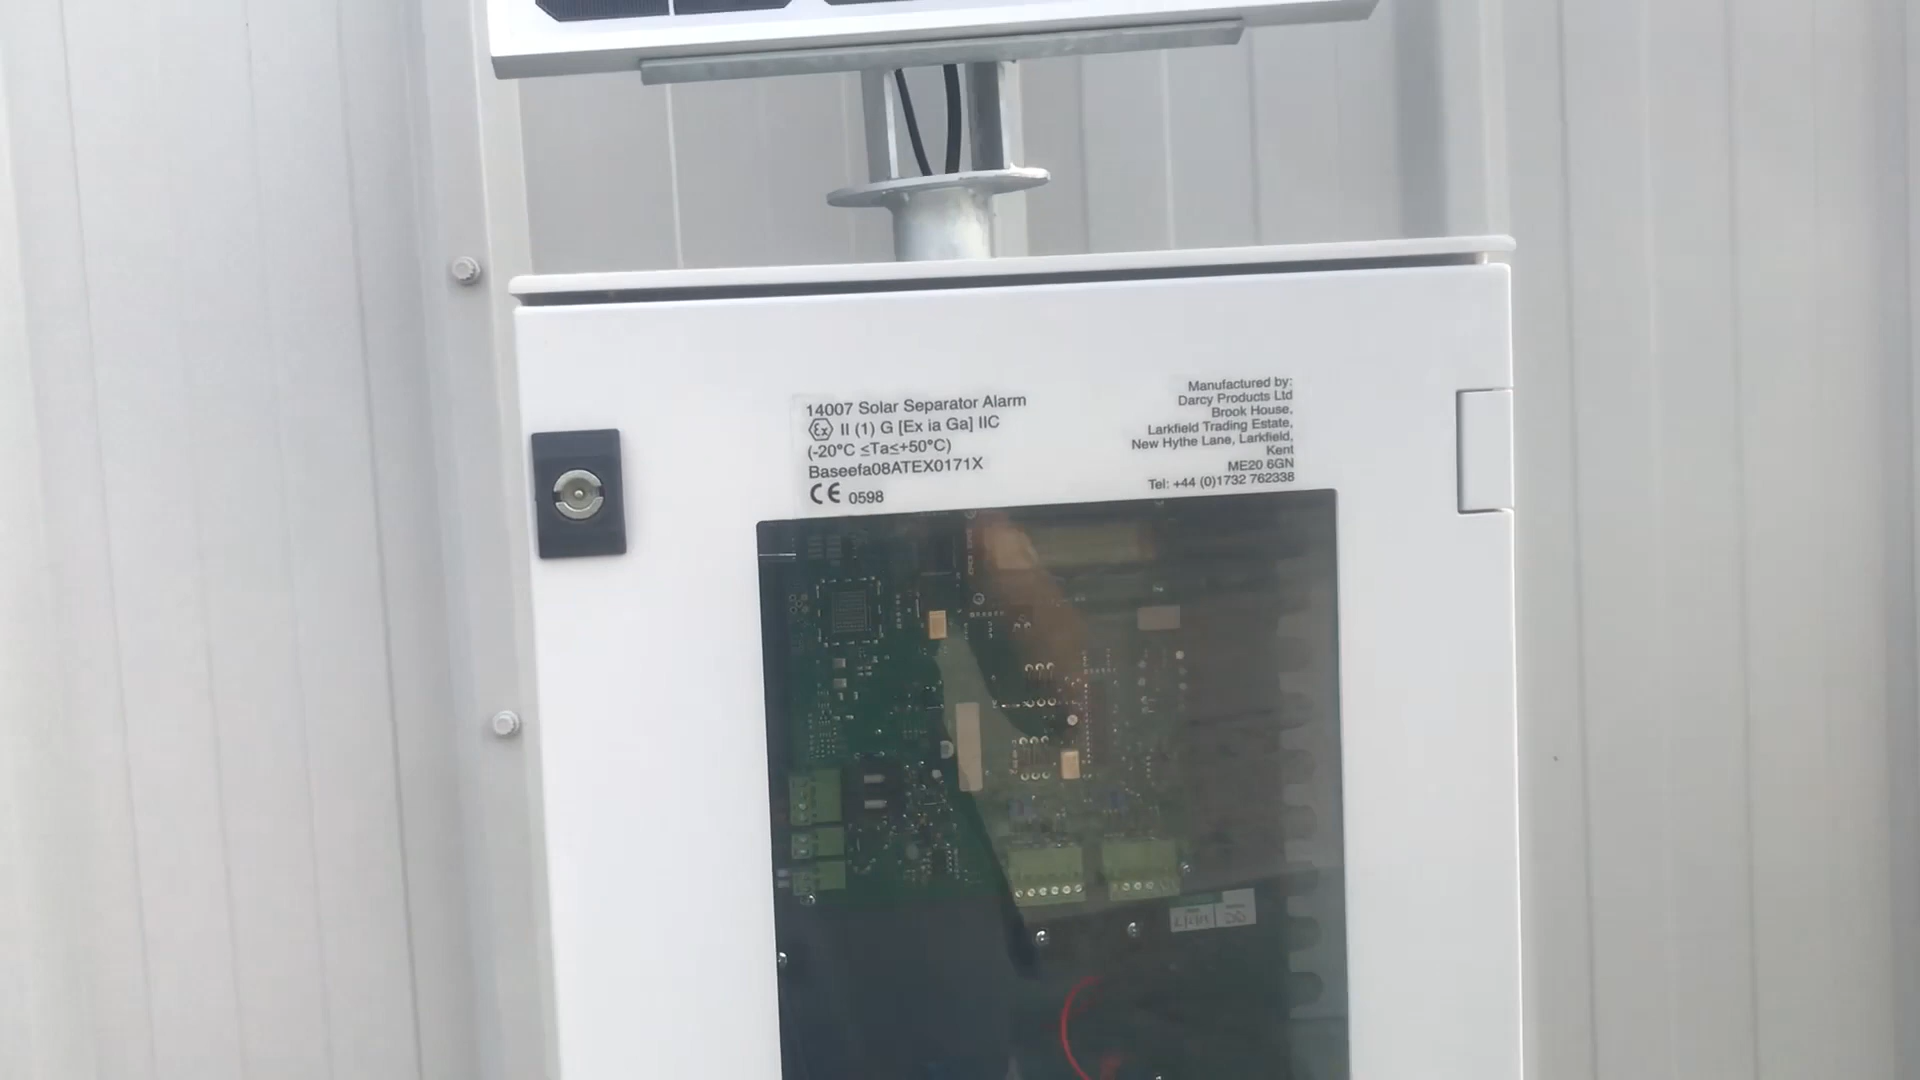 14007 Solar Separator Alarm
Ex II (1) G [Ex ia Ga] IIC
(-20°C ≤Ta≤+50°C)
Baseefa08ATEX0171X
CE 0598
Manufactured by:
Darcy Products Ltd
Brook House,
Larkfield Trading Estate,
New Hythe Lane, Larkfield,
Kent
ME20 6GN
Tel: +44 (0)1732 762338